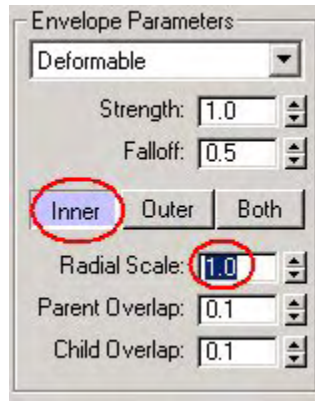 Envelope Parameters
Deformable
Strength: 1.0
Falloff: 0.5
Inner Outer Both
Radial Scale: 1.0
Parent Overlap: 0.1
Child Overlap: 0.1